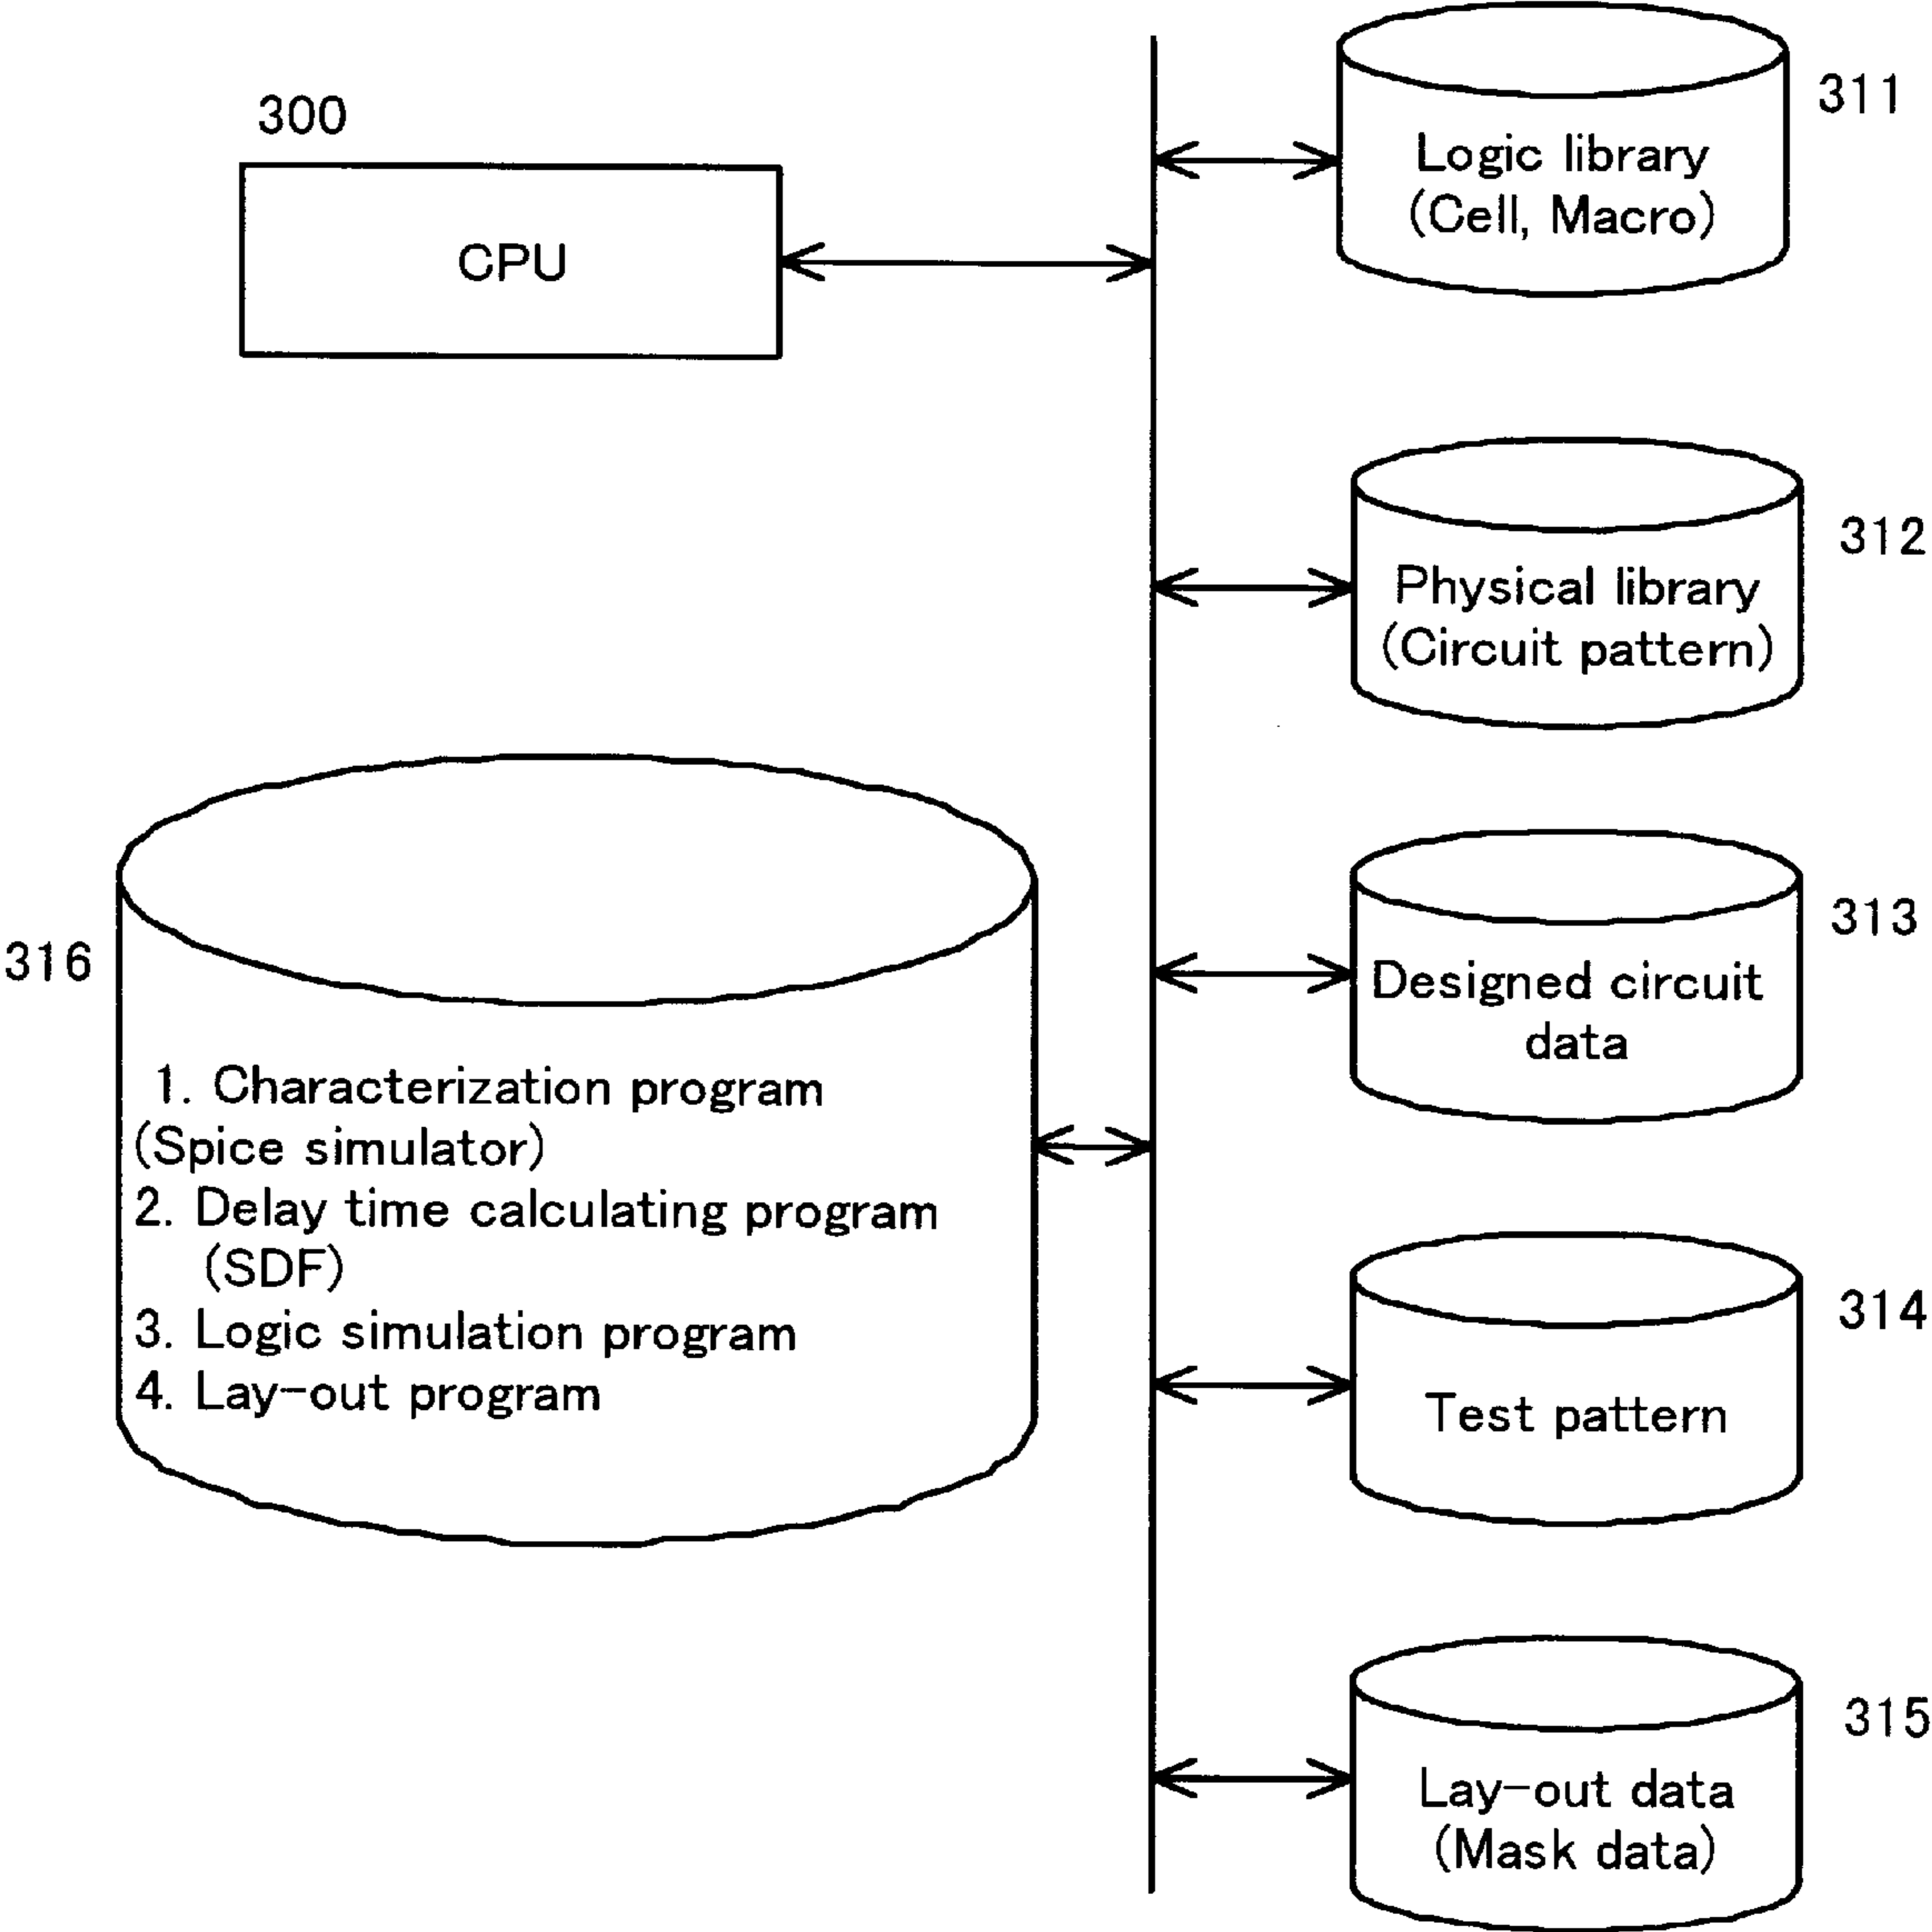 300
CPU
311
Logic library
(Cell, Macro)
312
Physical library
(Circuit pattern)
313
Designed circuit
data
316
1. Characterization program
(Spice simulator)
2. Delay time calculating program
(SDF)
3. Logic simulation program
4. Lay-out program
314
Test pattern
315
Lay-out data
(Mask data)